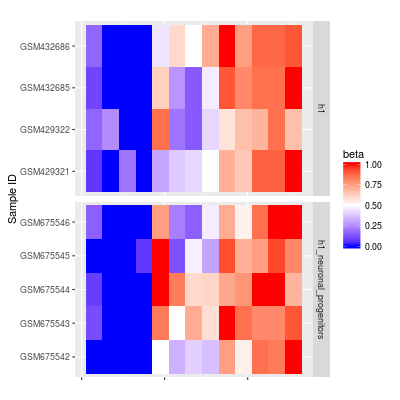 GSM432686
GSM432685
GSM429322
GSM429321
h1
GSM675546
GSM675545
GSM675544
GSM675543
GSM675542
h1_neuronal_progenitors
Sample ID
beta
1.00
0.75
0.50
0.25
0.00